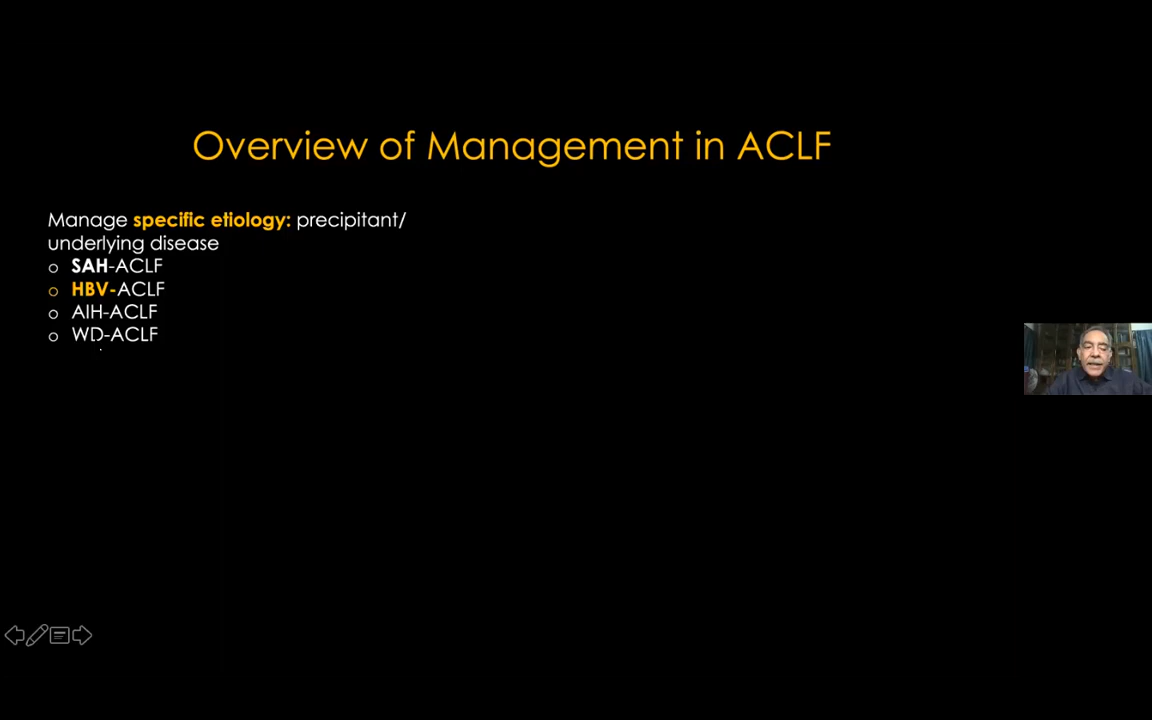 Overview of Management in ACLF
Manage specific etiology: precipitant/
underlying disease
o SAH-ACLF
o HBV-ACLF
o AIH-ACLF
o WD-ACLF